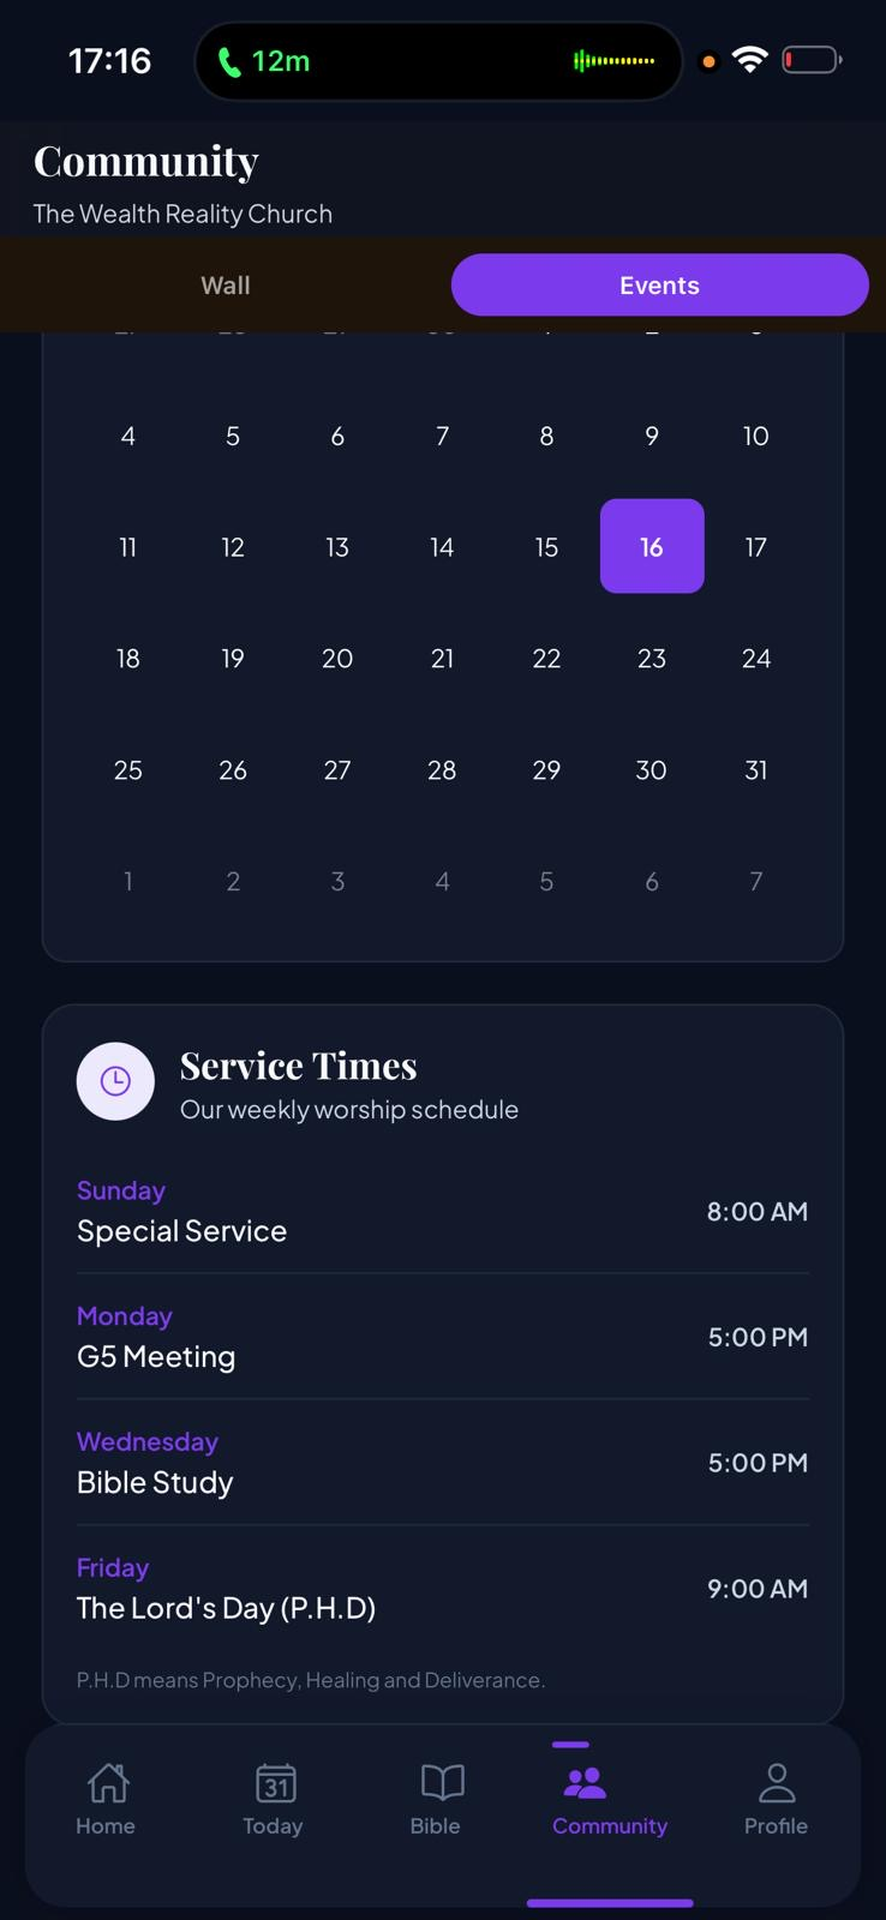 17:16
12m
Community
The Wealth Reality Church
Wall Events
4 5 6 7 8 9 10
11 12 13 14 15 16 17
18 19 20 21 22 23 24
25 26 27 28 29 30 31
1 2 3 4 5 6 7
Service Times
Our weekly worship schedule
Sunday
Special Service
8:00 AM
Monday
G5 Meeting
5:00 PM
Wednesday
Bible Study
5:00 PM
Friday
The Lord's Day (P.H.D)
9:00 AM
P.H.D means Prophecy, Healing and Deliverance.
31
Home Today Bible Community Profile